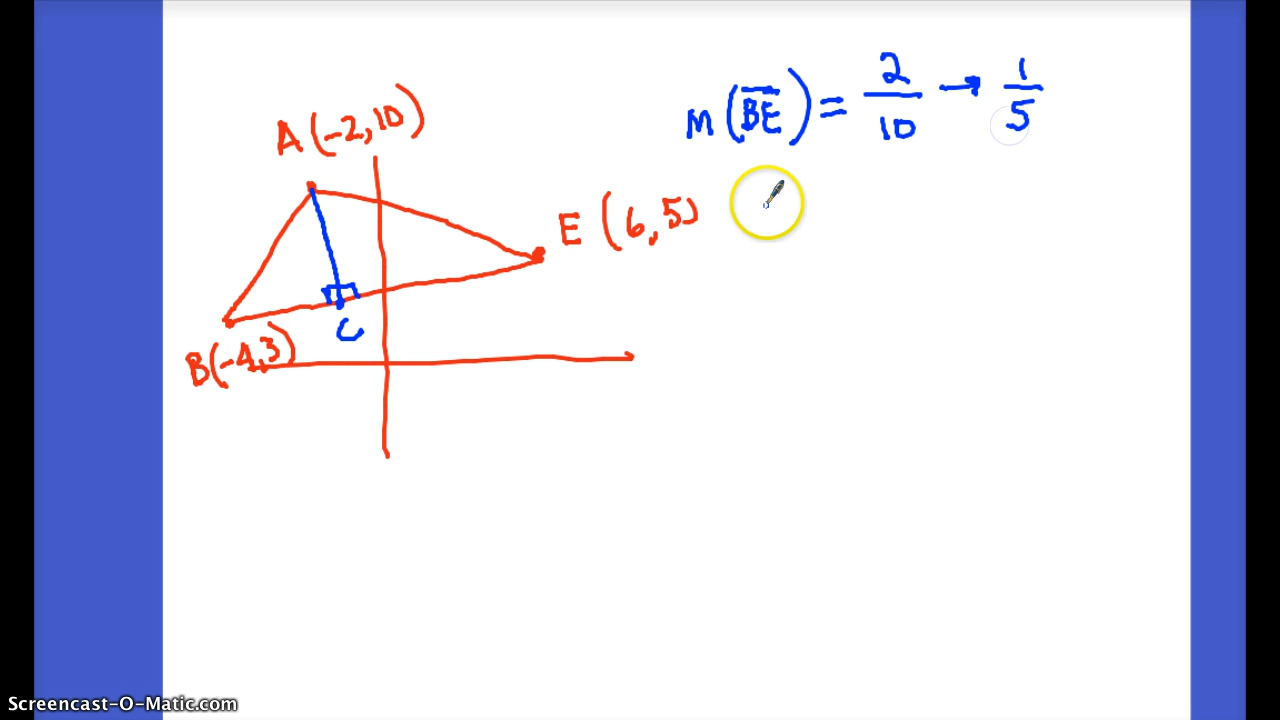 M(BE) = 2/10 → 1/5
A(-2,10)
E (6,5)
C
B(-4,3)
Screencast-O-Matic.com